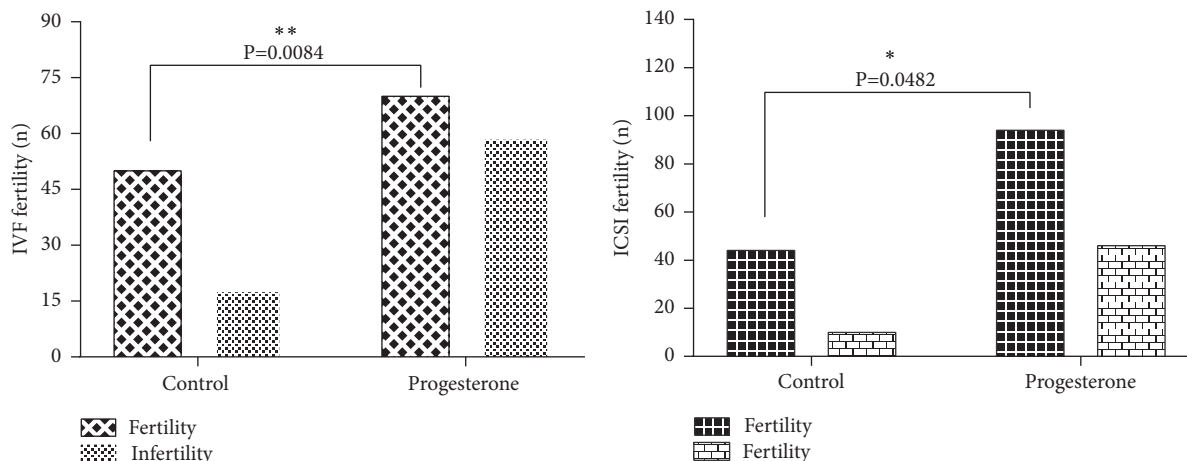 IVF fertility (n)
90
75
60
45
30
15
0
**
P=0.0084
Control
Progesterone
Fertility
Infertility
ICSI fertility (n)
140
120
100
80
60
40
20
0
*
P=0.0482
Control
Progesterone
Fertility
Fertility